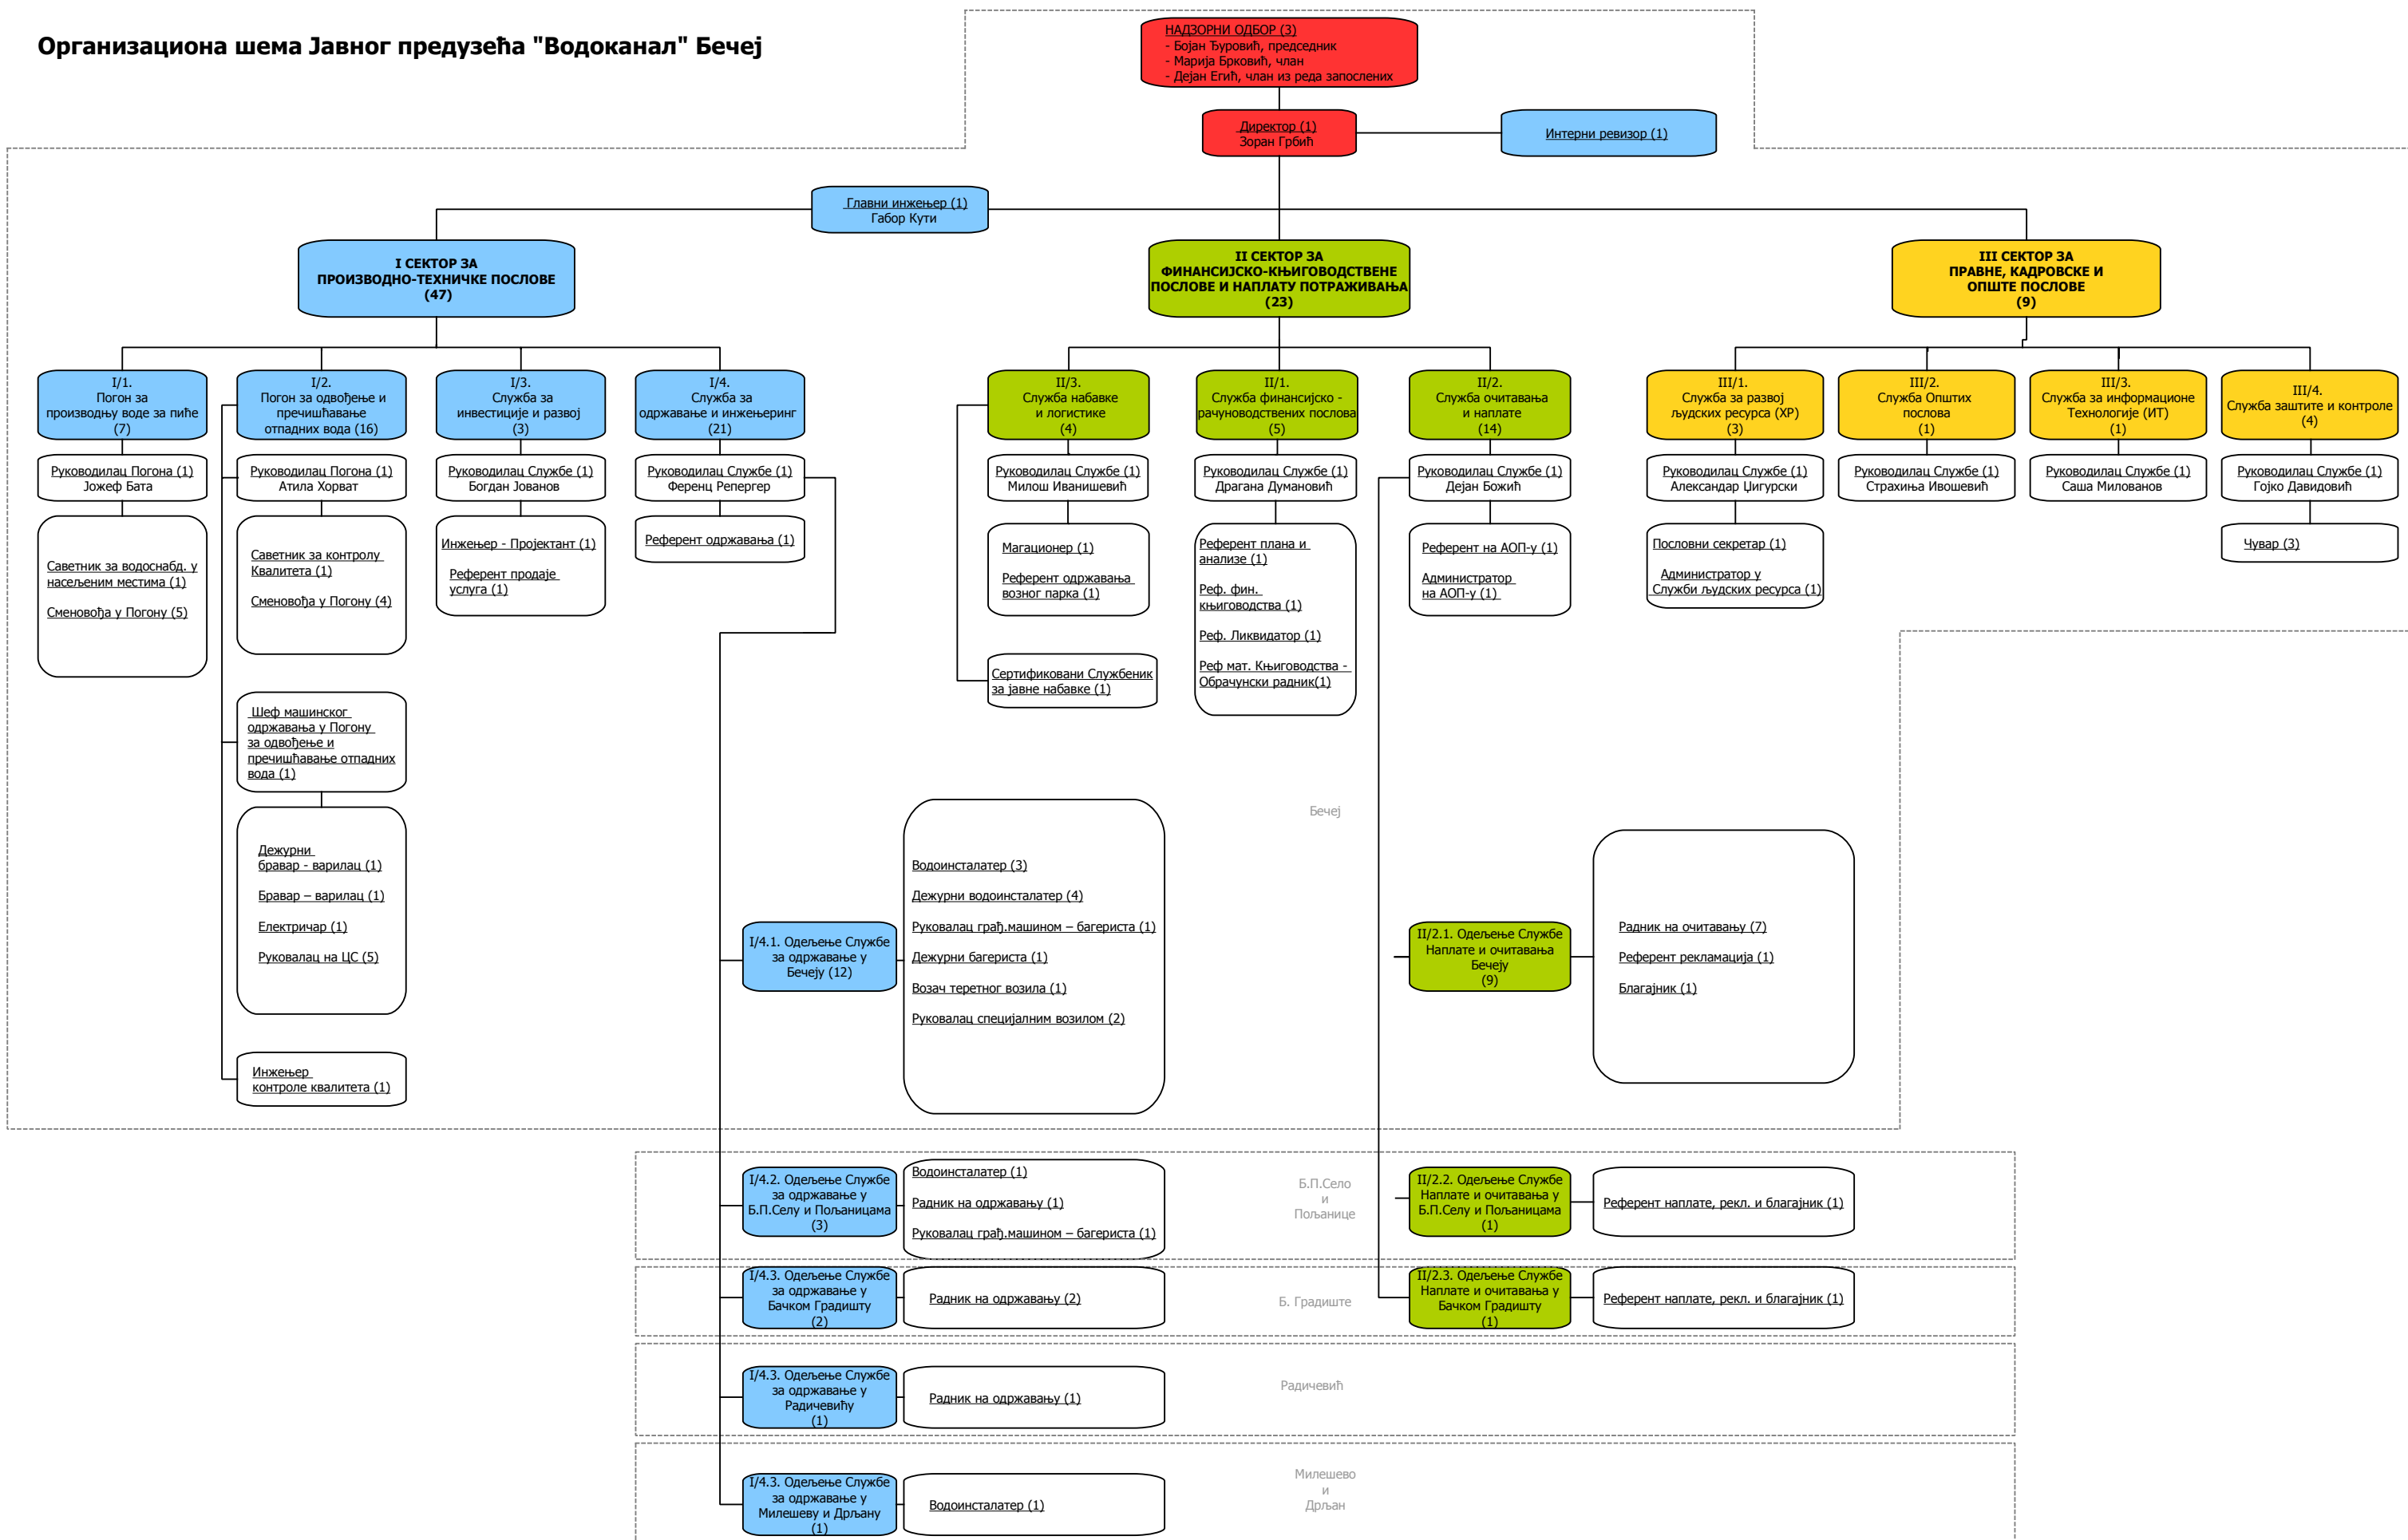 Организациона шема Јавног предузећа "Водоканал" Бечеј
НАДЗОРНИ ОДБОР (3)
- Бојан Ђуровић, председник
- Марија Брковић, члан
- Дејан Егић, члан из реда запослених
Директор (1)
Зоран Грбић
Интерни ревизор (1)
Главни инжењер (1)
Габор Кути
I СЕКТОР ЗА
ПРОИЗВОДНО-ТЕХНИЧКЕ ПОСЛОВЕ
(47)
II СЕКТОР ЗА
ФИНАНСИЈСКО-КЊИГОВОДСТВЕНЕ
ПОСЛОВЕ И НАПЛАТУ ПОТРАЖИВАЊА
(23)
III СЕКТОР ЗА
ПРАВНЕ, КАДРОВСКЕ И
ОПШТЕ ПОСЛОВЕ
(9)
I/1.
Погон за
производњу воде за пиће
(7)
I/2.
Погон за одвођење и
пречишћавање
отпадних вода (16)
I/3.
Служба за
инвестиције и развој
(3)
I/4.
Служба за
одржавање и инжењеринг
(21)
II/3.
Служба набавке
и логистике
(4)
II/1.
Служба финансијско -
рачуноводствених послова
(5)
II/2.
Служба очитавања
и наплате
(14)
III/1.
Служба за развој
људских ресурса (ХР)
(3)
III/2.
Служба Општих
послова
(1)
III/3.
Служба за информационе
Технологије (ИТ)
(1)
III/4.
Служба заштите и контроле
(4)
Руководилац Погона (1)
Јожеф Бата
Руководилац Погона (1)
Атила Хорват
Руководилац Службе (1)
Богдан Јованов
Руководилац Службе (1)
Ференц Репергер
Руководилац Службе (1)
Милош Иванишевић
Руководилац Службе (1)
Драгана Думановић
Руководилац Службе (1)
Дејан Божић
Руководилац Службе (1)
Александар Џигурски
Руководилац Службе (1)
Страхиња Ивошевић
Руководилац Службе (1)
Саша Милованов
Руководилац Службе (1)
Гојко Давидовић
Саветник за водоснабд. у
насељеним местима (1)
Сменовођа у Погону (5)
Саветник за контролу
Квалитета (1)
Сменовођа у Погону (4)
Инжењер - Пројектант (1)
Референт продаје
услуга (1)
Референт одржавања (1)
Магационер (1)
Референт одржавања
возног парка (1)
Референт плана и
анализе (1)
Реф. фин.
књиговодства (1)
Реф. Ликвидатор (1)
Реф мат. Књиговодства -
Обрачунски радник(1)
Референт на АОП-у (1)
Администратор
на АОП-у (1)
Пословни секретар (1)
Администратор у
Служби људских ресурса (1)
Чувар (3)
Сертификовани Службеник
за јавне набавке (1)
Шеф машинског
одржавања у Погону
за одвођење и
пречишћавање отпадних
вода (1)
Дежурни
бравар - варилац (1)
Бравар – варилац (1)
Електричар (1)
Руковалац на ЦС (5)
Инжењер
контроле квалитета (1)
Бечеј
I/4.1. Одељење Службе
за одржавање у
Бечеју (12)
Водоинсталатер (3)
Дежурни водоинсталатер (4)
Руковалац грађ.машином – багериста (1)
Дежурни багериста (1)
Возач теретног возила (1)
Руковалац специјалним возилом (2)
II/2.1. Одељење Службе
Наплате и очитавања
Бечеју
(9)
Радник на очитавању (7)
Референт рекламација (1)
Благајник (1)
I/4.2. Одељење Службе
за одржавање у
Б.П.Селу и Пољаницама
(3)
Водоинсталатер (1)
Радник на одржавању (1)
Руковалац грађ.машином – багериста (1)
Б.П.Село
и
Пољанице
II/2.2. Одељење Службе
Наплате и очитавања у
Б.П.Селу и Пољаницама
(1)
Референт наплате, рекл. и благајник (1)
I/4.3. Одељење Службе
за одржавање у
Бачком Градишту
(2)
Радник на одржавању (2)
Б. Градиште
II/2.3. Одељење Службе
Наплате и очитавања у
Бачком Градишту
(1)
Референт наплате, рекл. и благајник (1)
I/4.3. Одељење Службе
за одржавање у
Радичевићу
(1)
Радник на одржавању (1)
Радичевић
I/4.3. Одељење Службе
за одржавање у
Милешеву и Дрљану
(1)
Водоинсталатер (1)
Милешево
и
Дрљан